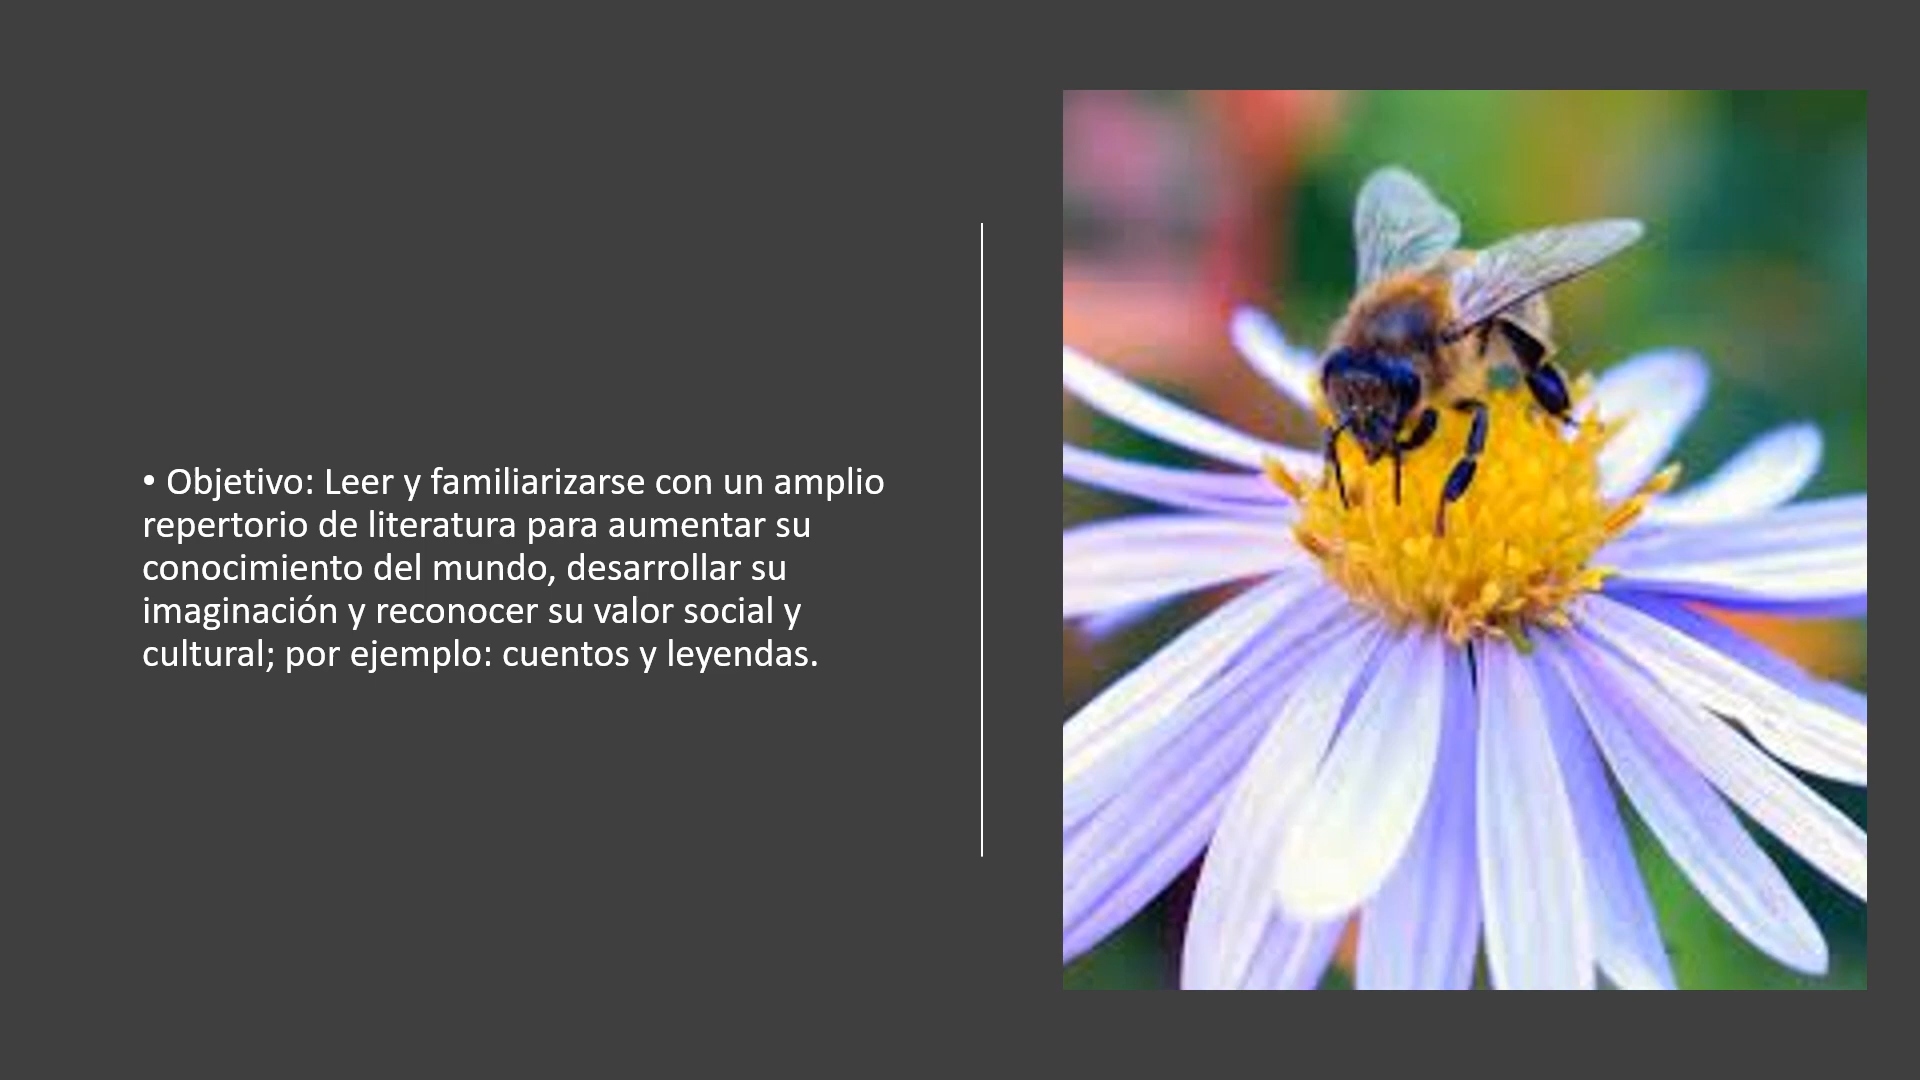 • Objetivo: Leer y familiarizarse con un amplio
repertorio de literatura para aumentar su
conocimiento del mundo, desarrollar su
imaginación y reconocer su valor social y
cultural; por ejemplo: cuentos y leyendas.